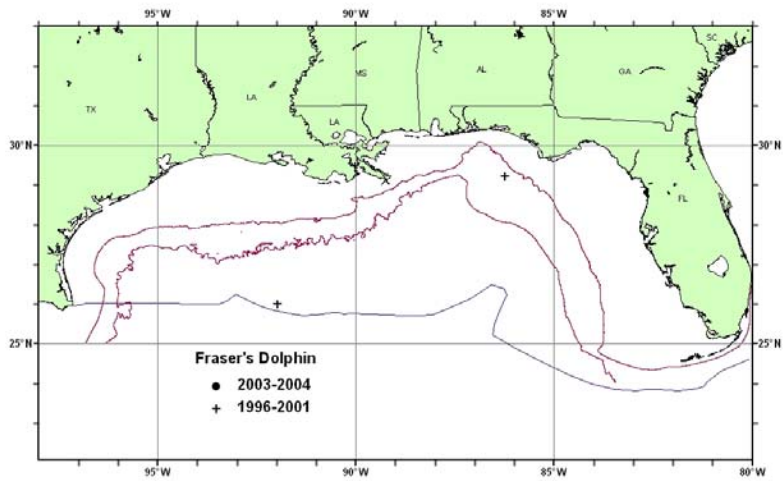 95°W 90°W 85°W 80°W
SC
TX LA MS AL GA
LA
30°N 30°N
FL
25°N 25°N
Fraser's Dolphin
2003-2004
1996-2001
95°W 90°W 85°W 80°W